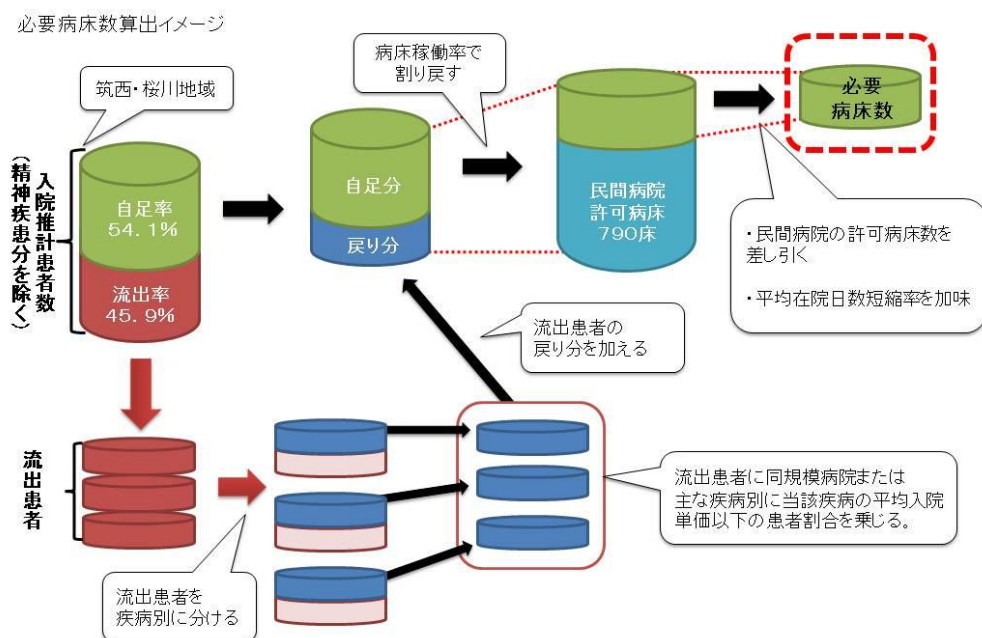 必要病床数算出イメージ
筑西・桜川地域
病床稼働率で
割り戻す
必要
病床数
入院推計患者数
(精神疾患分を除く)
自足率
54.1%
流出率
45.9%
自足分
戻り分
民間病院
許可病床
790床
・民間病院の許可病床数を
差し引く
・平均在院日数短縮率を加味
流出患者の
戻り分を加える
流出患者
流出患者に同規模病院または
主な疾病別に当該疾病の平均入院
単価以下の患者割合を乗じる。
流出患者を
疾病別に分ける